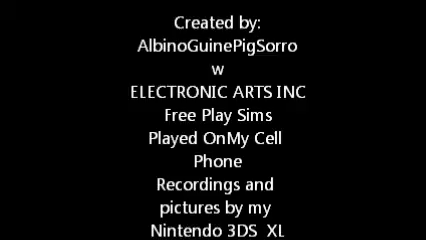 Created by:
AlbinoGuinePigSorro
w
ELECTRONIC ARTS INC
Free Play Sims
Played OnMy Cell
Phone
Recordings and
pictures by my
Nintendo 3DS XL